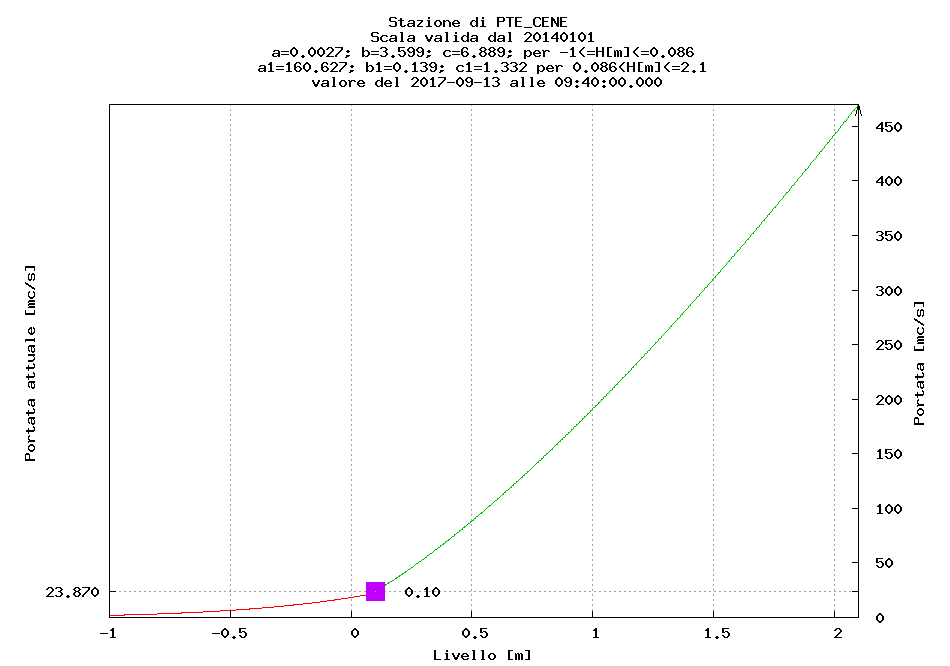 Stazione di PTE_CENE
Scala valida dal 20140101
a=0.0027; b=3.599; c=6.889; per -1<=H[m]<=0.086
a1=160.627; b1=0.139; c1=1.332 per 0.086<H[m]<=2.1
valore del 2017-09-13 alle 09:40:00.000
450
400
350
300
250
200
150
100
50
0
Portata attuale [mc/s]
Portata [mc/s]
23.870
0.10
-1
-0.5
0
0.5
1
1.5
2
Livello [m]